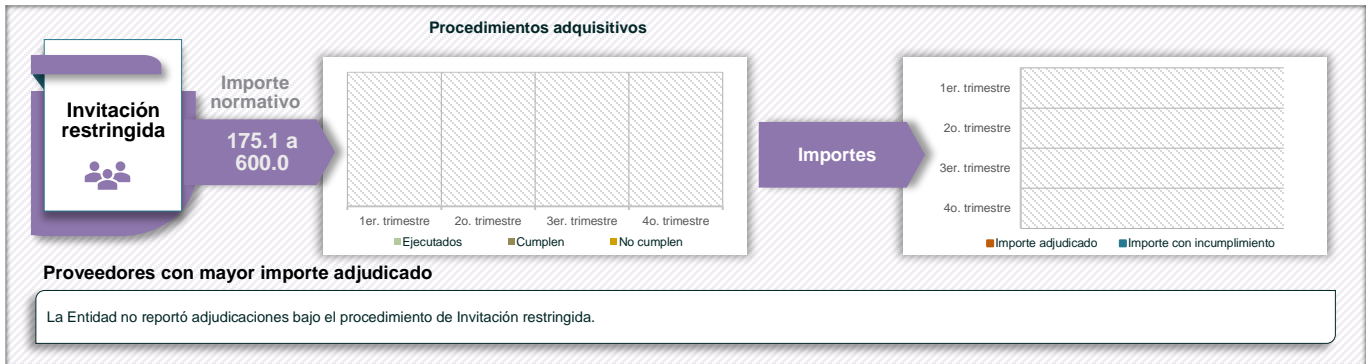 Procedimientos adquisitivos
Invitación
restringida
Importe
normativo
175.1 a
600.0
1er. trimestre
2o. trimestre
3er. trimestre
4o. trimestre
Ejecutados
Cumplen
No cumplen
Importes
1er. trimestre
2o. trimestre
3er. trimestre
4o. trimestre
Importe adjudicado
Importe con incumplimiento
Proveedores con mayor importe adjudicado
La Entidad no reportó adjudicaciones bajo el procedimiento de Invitación restringida.